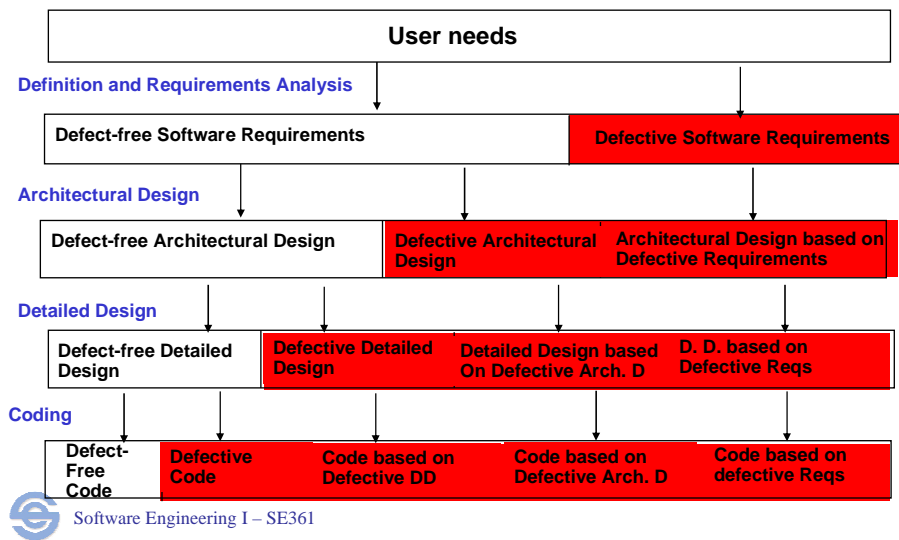 User needs
Definition and Requirements Analysis
Defect-free Software Requirements
Defective Software Requirements
Architectural Design
Defect-free Architectural Design
Defective Architectural
Design
Architectural Design based on
Defective Requirements
Detailed Design
Defect-free Detailed
Design
Defective Detailed
Design
Detailed Design based
On Defective Arch. D
D. D. based on
Defective Reqs
Coding
Defect-
Free
Code
Defective
Code
Code based on
Defective DD
Code based on
Defective Arch. D
Code based on
defective Reqs
Software Engineering I – SE361